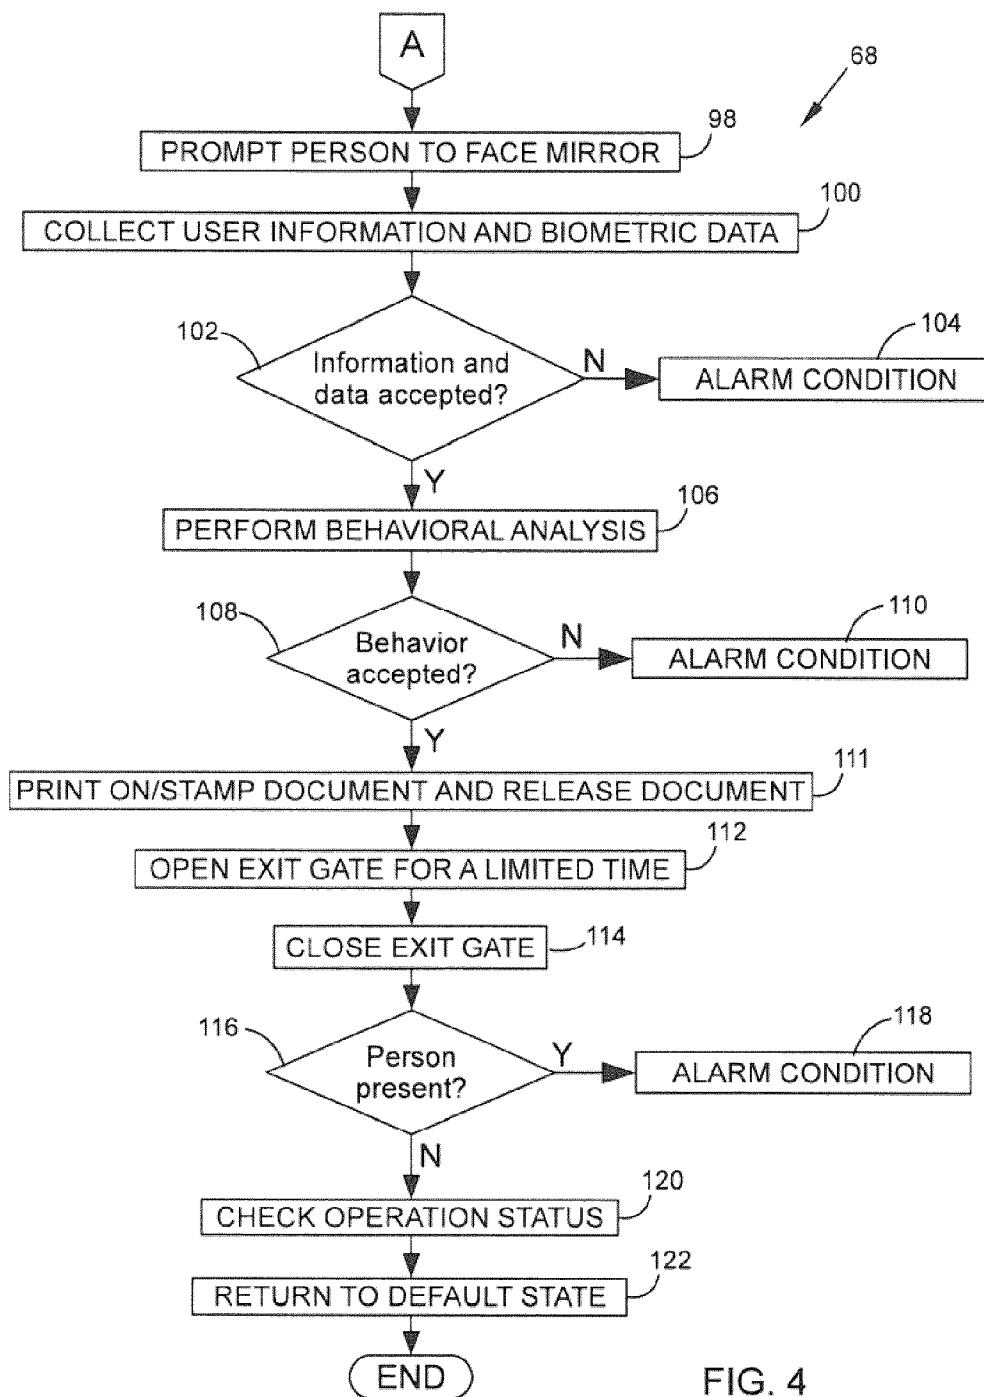 A
68
98
PROMPT PERSON TO FACE MIRROR
100
COLLECT USER INFORMATION AND BIOMETRIC DATA
102
Information and
data accepted?
N
104
ALARM CONDITION
Y
106
PERFORM BEHAVIORAL ANALYSIS
108
Behavior
accepted?
N
110
ALARM CONDITION
Y
111
PRINT ON/STAMP DOCUMENT AND RELEASE DOCUMENT
112
OPEN EXIT GATE FOR A LIMITED TIME
CLOSE EXIT GATE
114
116
Person
present?
Y
118
ALARM CONDITION
N
120
CHECK OPERATION STATUS
122
RETURN TO DEFAULT STATE
END
FIG. 4